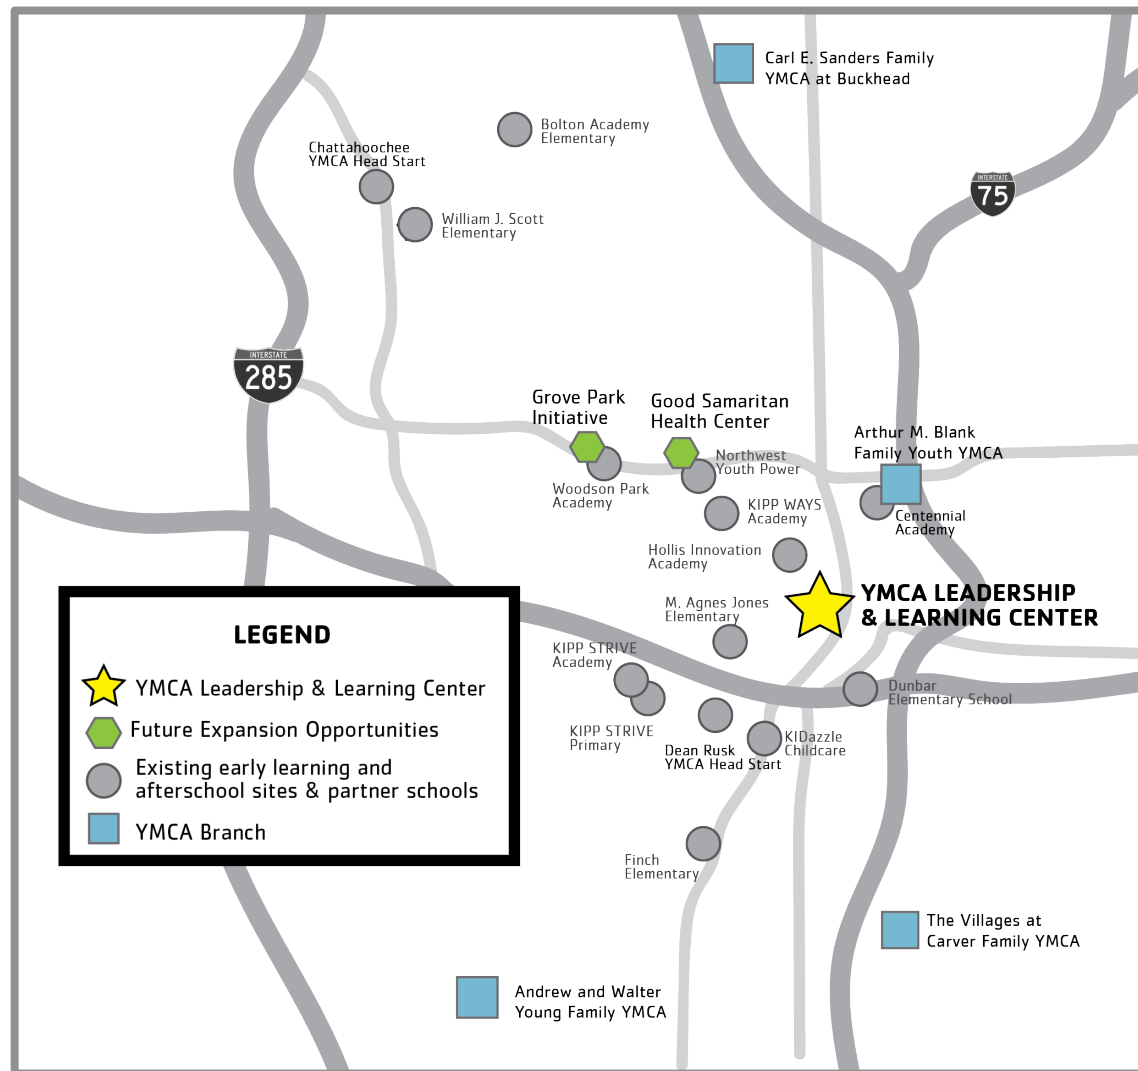 Carl E. Sanders Family
YMCA at Buckhead
Bolton Academy
Elementary
Chattahoochee
YMCA Head Start
INTERSTATE
75
William J. Scott
Elementary
INTERSTATE
285
Grove Park
Initiative
Good Samaritan
Health Center
Arthur M. Blank
Family Youth YMCA
Northwest
Youth Power
Woodson Park
Academy
KIPP WAYS
Academy
Centennial
Academy
Hollis Innovation
Academy
YMCA LEADERSHIP
& LEARNING CENTER
M. Agnes Jones
Elementary
KIPP STRIVE
Academy
Dunbar
Elementary School
KIPP STRIVE
Primary
Dean Rusk
YMCA Head Start
KIDazzle
Childcare
LEGEND
YMCA Leadership & Learning Center
Future Expansion Opportunities
Existing early learning and
afterschool sites & partner schools
YMCA Branch
Finch
Elementary
The Villages at
Carver Family YMCA
Andrew and Walter
Young Family YMCA